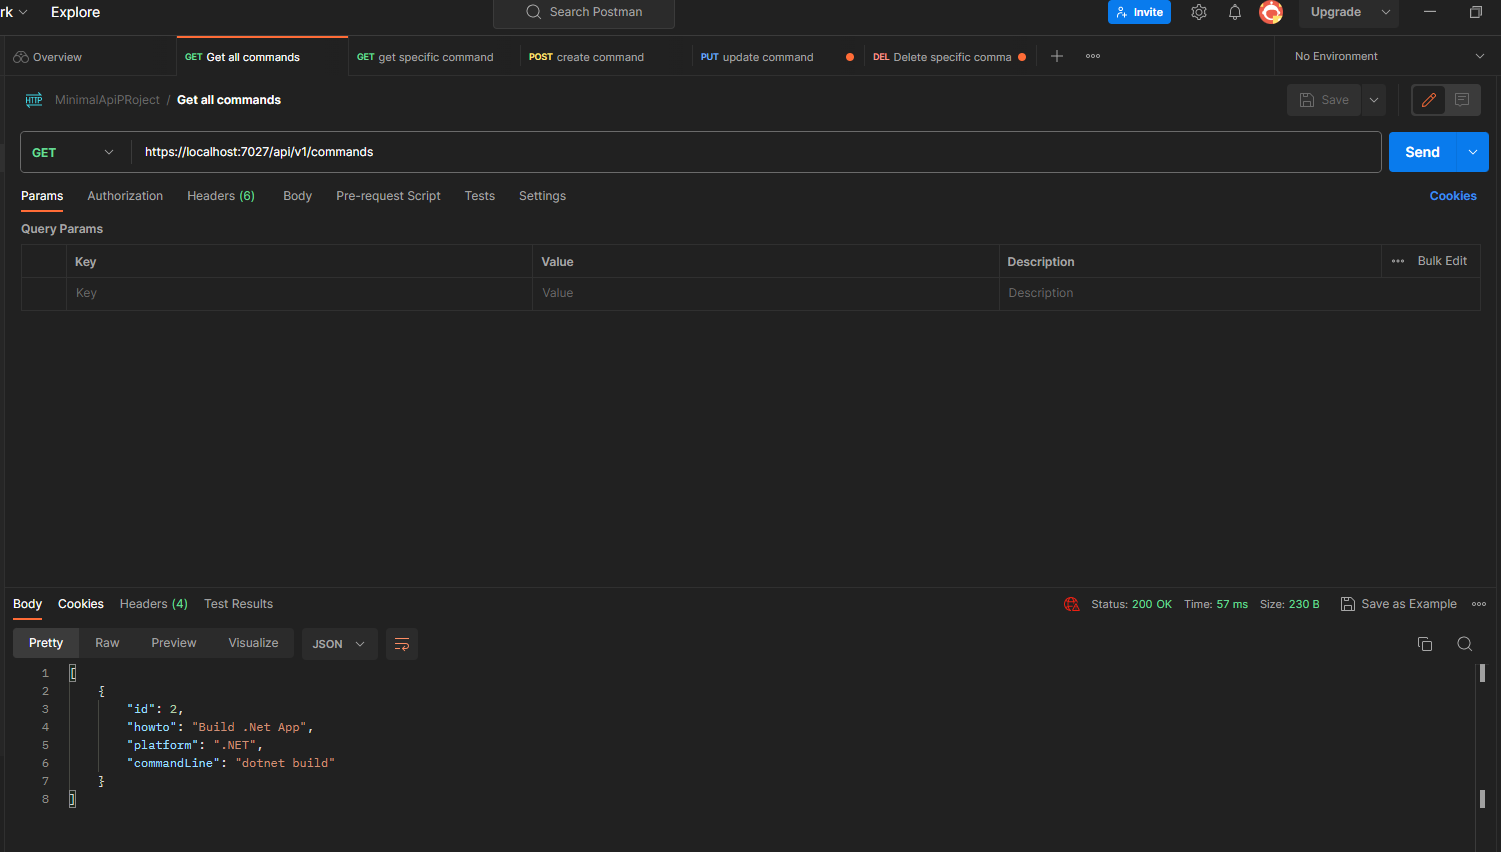 rk Explore Search Postman Invite Upgrade
Overview GET Get all commands GET get specific command POST create command PUT update command DEL Delete specific comma No Environment
HTTP MinimalApiPRoject / Get all commands Save
GET https://localhost:7027/api/v1/commands Send
Params Authorization Headers (6) Body Pre-request Script Tests Settings Cookies
Query Params
Key Value Description Bulk Edit
Key Value Description
Body Cookies Headers (4) Test Results Status: 200 OK Time: 57 ms Size: 230 B Save as Example
Pretty Raw Preview Visualize JSON
1 [
2 {
3 "id": 2,
4 "howto": "Build .Net App",
5 "platform": ".NET",
6 "commandLine": "dotnet build"
7 }
8 ]